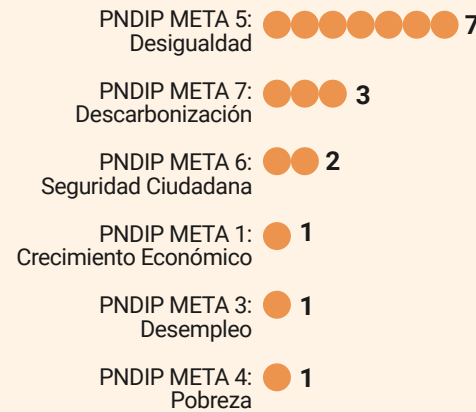 PNDIP META 5: 7
Desigualdad
PNDIP META 7: 3
Descarbonización
PNDIP META 6: 2
Seguridad Ciudadana
PNDIP META 1: 1
Crecimiento Económico
PNDIP META 3: 1
Desempleo
PNDIP META 4: 1
Pobreza